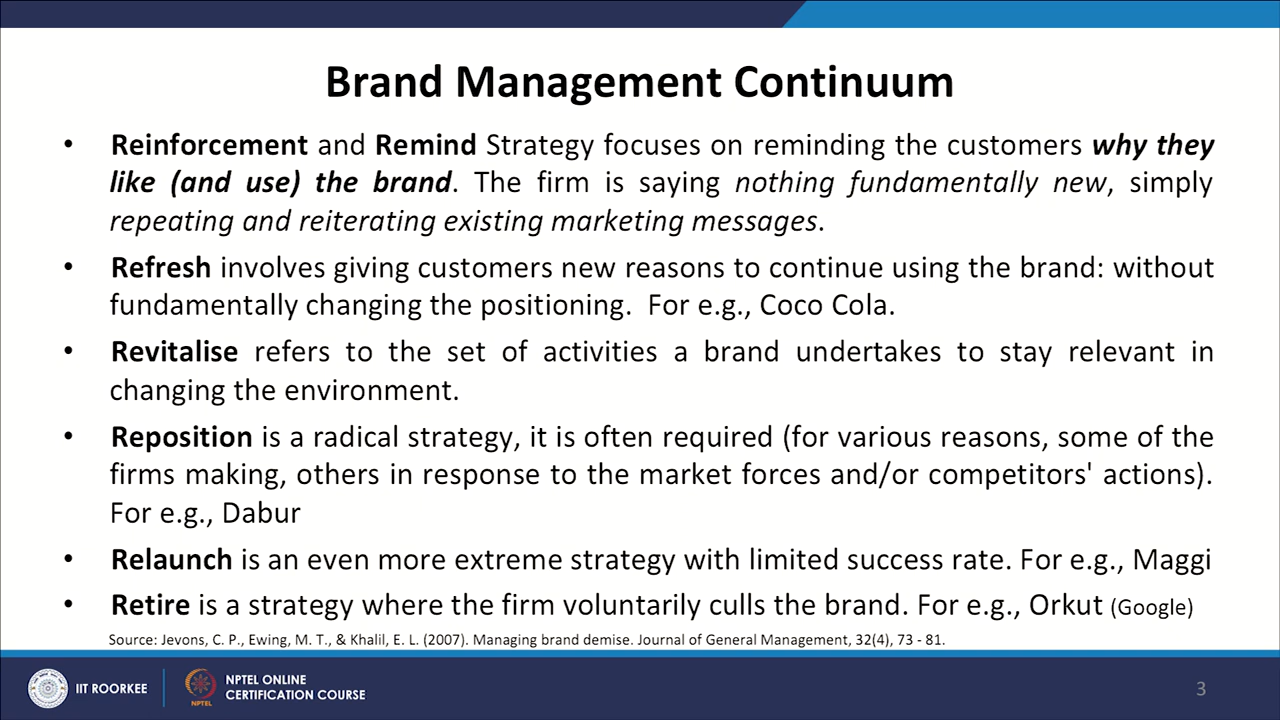 Brand Management Continuum
• Reinforcement and Remind Strategy focuses on reminding the customers why they
like (and use) the brand. The firm is saying nothing fundamentally new, simply
repeating and reiterating existing marketing messages.
• Refresh involves giving customers new reasons to continue using the brand: without
fundamentally changing the positioning. For e.g., Coco Cola.
• Revitalise refers to the set of activities a brand undertakes to stay relevant in
changing the environment.
• Reposition is a radical strategy, it is often required (for various reasons, some of the
firms making, others in response to the market forces and/or competitors' actions).
For e.g., Dabur
• Relaunch is an even more extreme strategy with limited success rate. For e.g., Maggi
• Retire is a strategy where the firm voluntarily culls the brand. For e.g., Orkut (Google)
Source: Jevons, C. P., Ewing, M. T., & Khalil, E. L. (2007). Managing brand demise. Journal of General Management, 32(4), 73 - 81.
IIT ROORKEE
NPTEL
NPTEL ONLINE
CERTIFICATION COURSE
3